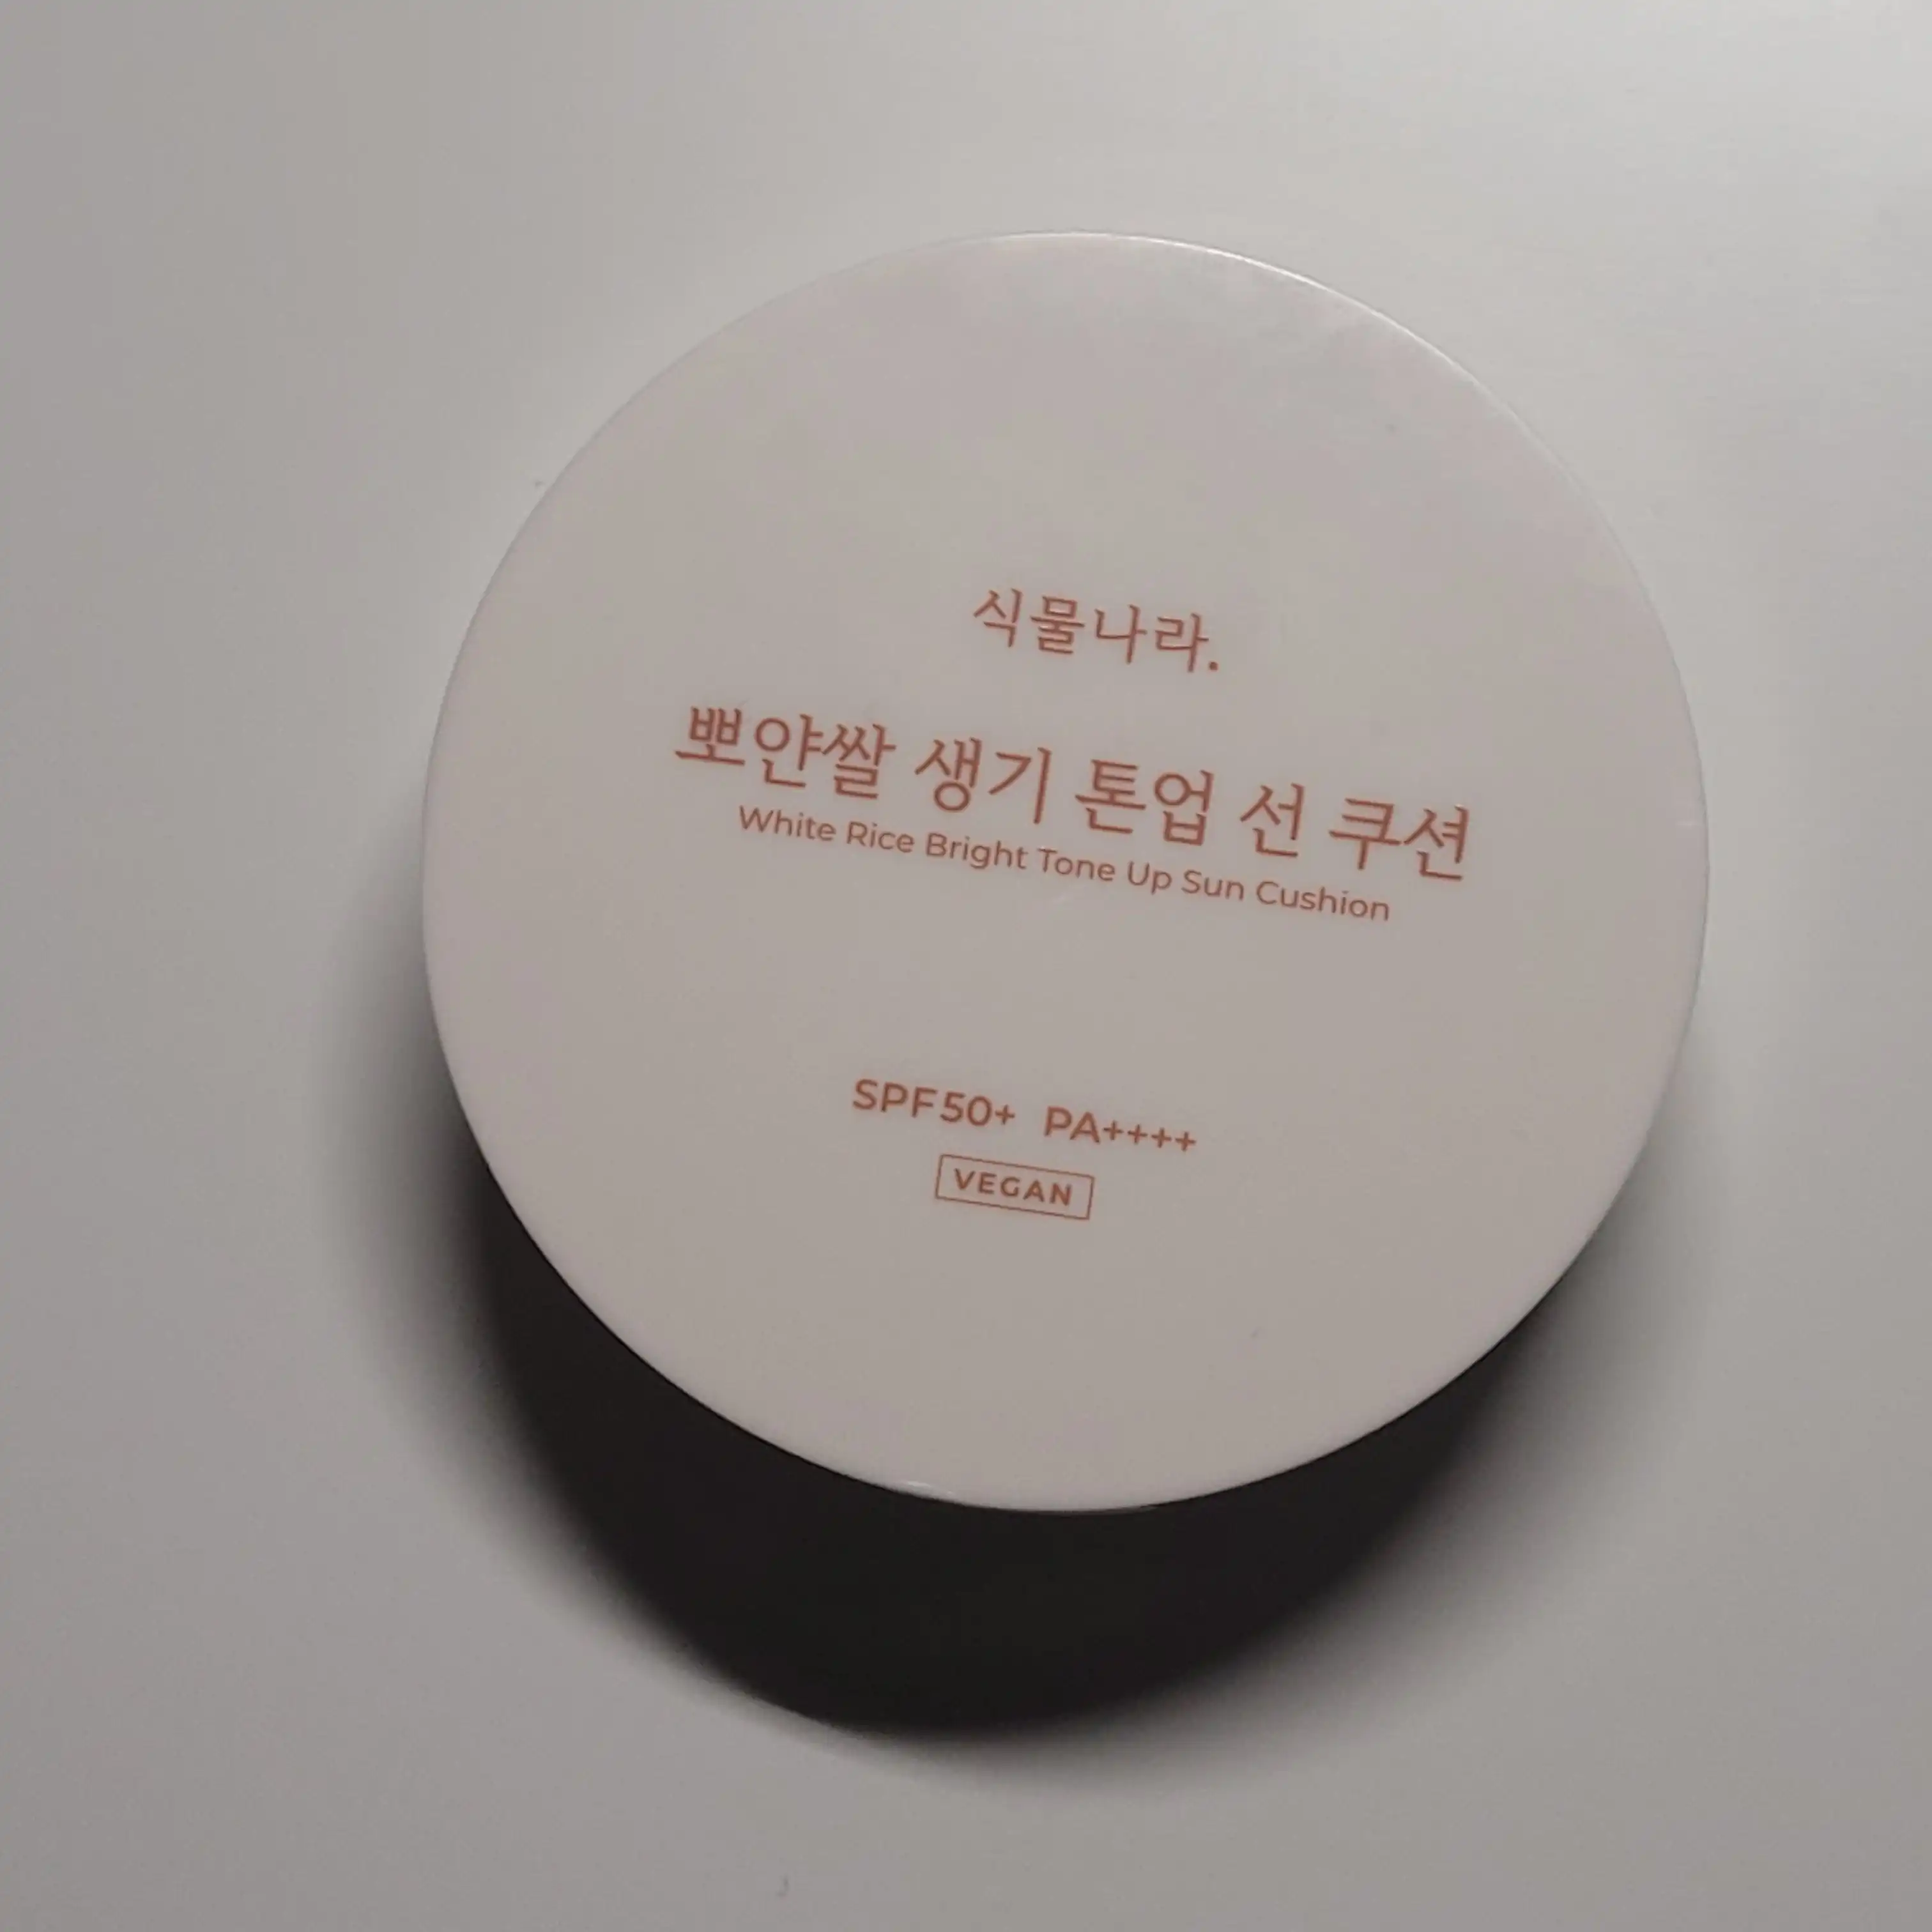 식물나라.
뽀얀쌀 생기 톤업 선 쿠션
White Rice Bright Tone Up Sun Cushion
SPF50+ PA++++
VEGAN